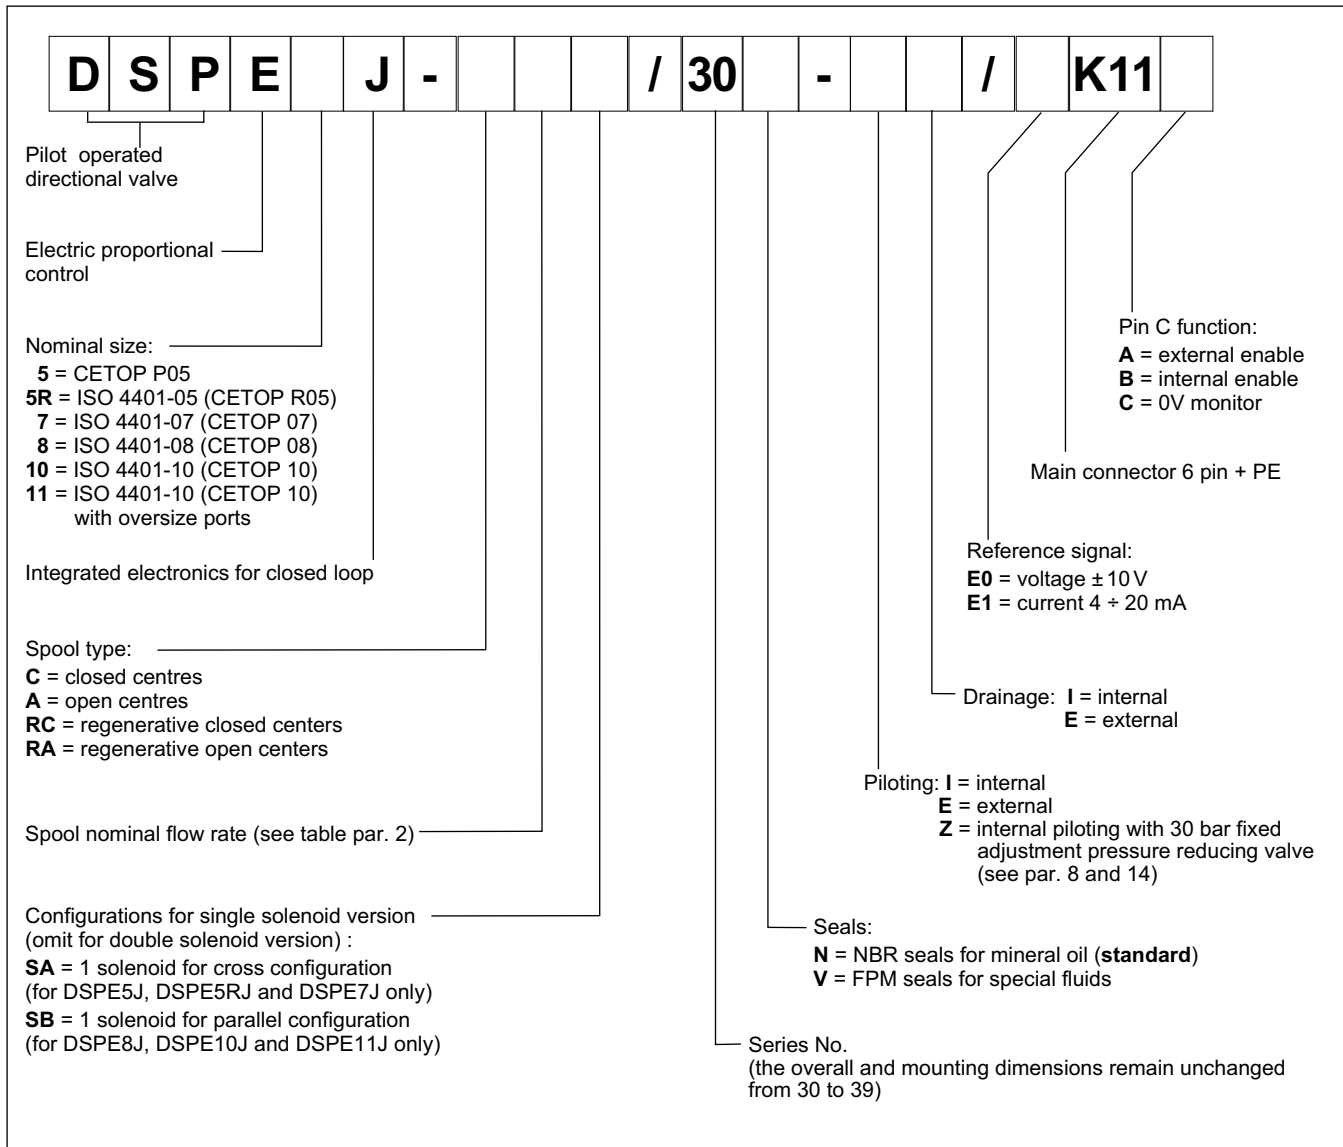 D S P E J - / 30 - / K11
Pilot operated
directional valve
Electric proportional
control
Nominal size:
5 = CETOP P05
5R = ISO 4401-05 (CETOP R05)
7 = ISO 4401-07 (CETOP 07)
8 = ISO 4401-08 (CETOP 08)
10 = ISO 4401-10 (CETOP 10)
11 = ISO 4401-10 (CETOP 10)
with oversize ports
Integrated electronics for closed loop
Spool type:
C = closed centres
A = open centres
RC = regenerative closed centers
RA = regenerative open centers
Spool nominal flow rate (see table par. 2)
Configurations for single solenoid version
(omit for double solenoid version) :
SA = 1 solenoid for cross configuration
(for DSPE5J, DSPE5RJ and DSPE7J only)
SB = 1 solenoid for parallel configuration
(for DSPE8J, DSPE10J and DSPE11J only)
Pin C function:
A = external enable
B = internal enable
C = 0V monitor
Main connector 6 pin + PE
Reference signal:
E0 = voltage ± 10 V
E1 = current 4 ÷ 20 mA
Drainage: I = internal
E = external
Piloting: I = internal
E = external
Z = internal piloting with 30 bar fixed
adjustment pressure reducing valve
(see par. 8 and 14)
Seals:
N = NBR seals for mineral oil (standard)
V = FPM seals for special fluids
Series No.
(the overall and mounting dimensions remain unchanged
from 30 to 39)